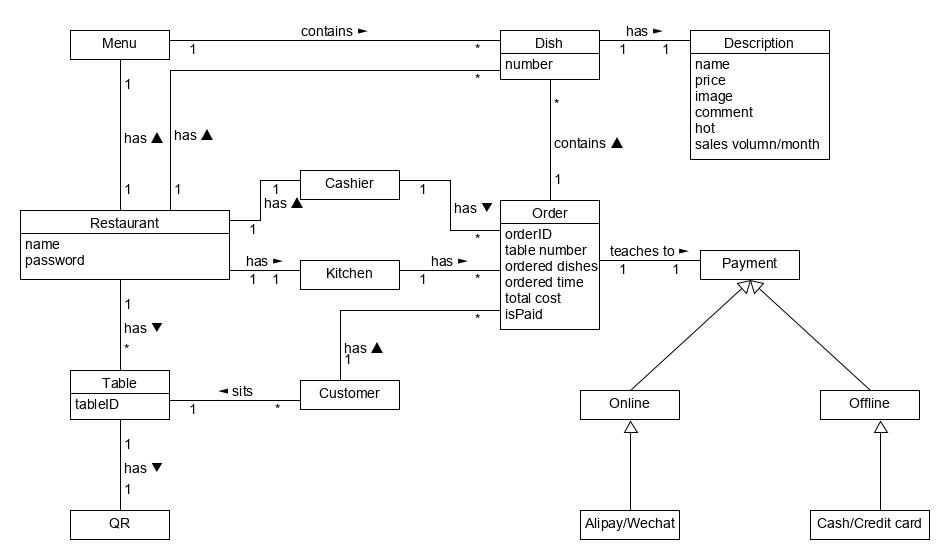 contains ►
has ►
Menu
Dish
Description
1
*
1
1
number
name
price
image
comment
hot
sales volumn/month
*
1
*
has ▲
has ▲
contains ▲
1
1
1
Cashier
1
1
has ▲
has ▼
1
*
Restaurant
name
password
Order
orderID
table number
ordered dishes
ordered time
total cost
isPaid
has ►
1
1
Kitchen
has ►
1
*
teaches to ►
1
1
Payment
1
has ▼
*
*
has ▲
1
Table
tableID
◄ sits
1
*
Customer
Online
Offline
1
has ▼
1
QR
Alipay/Wechat
Cash/Credit card